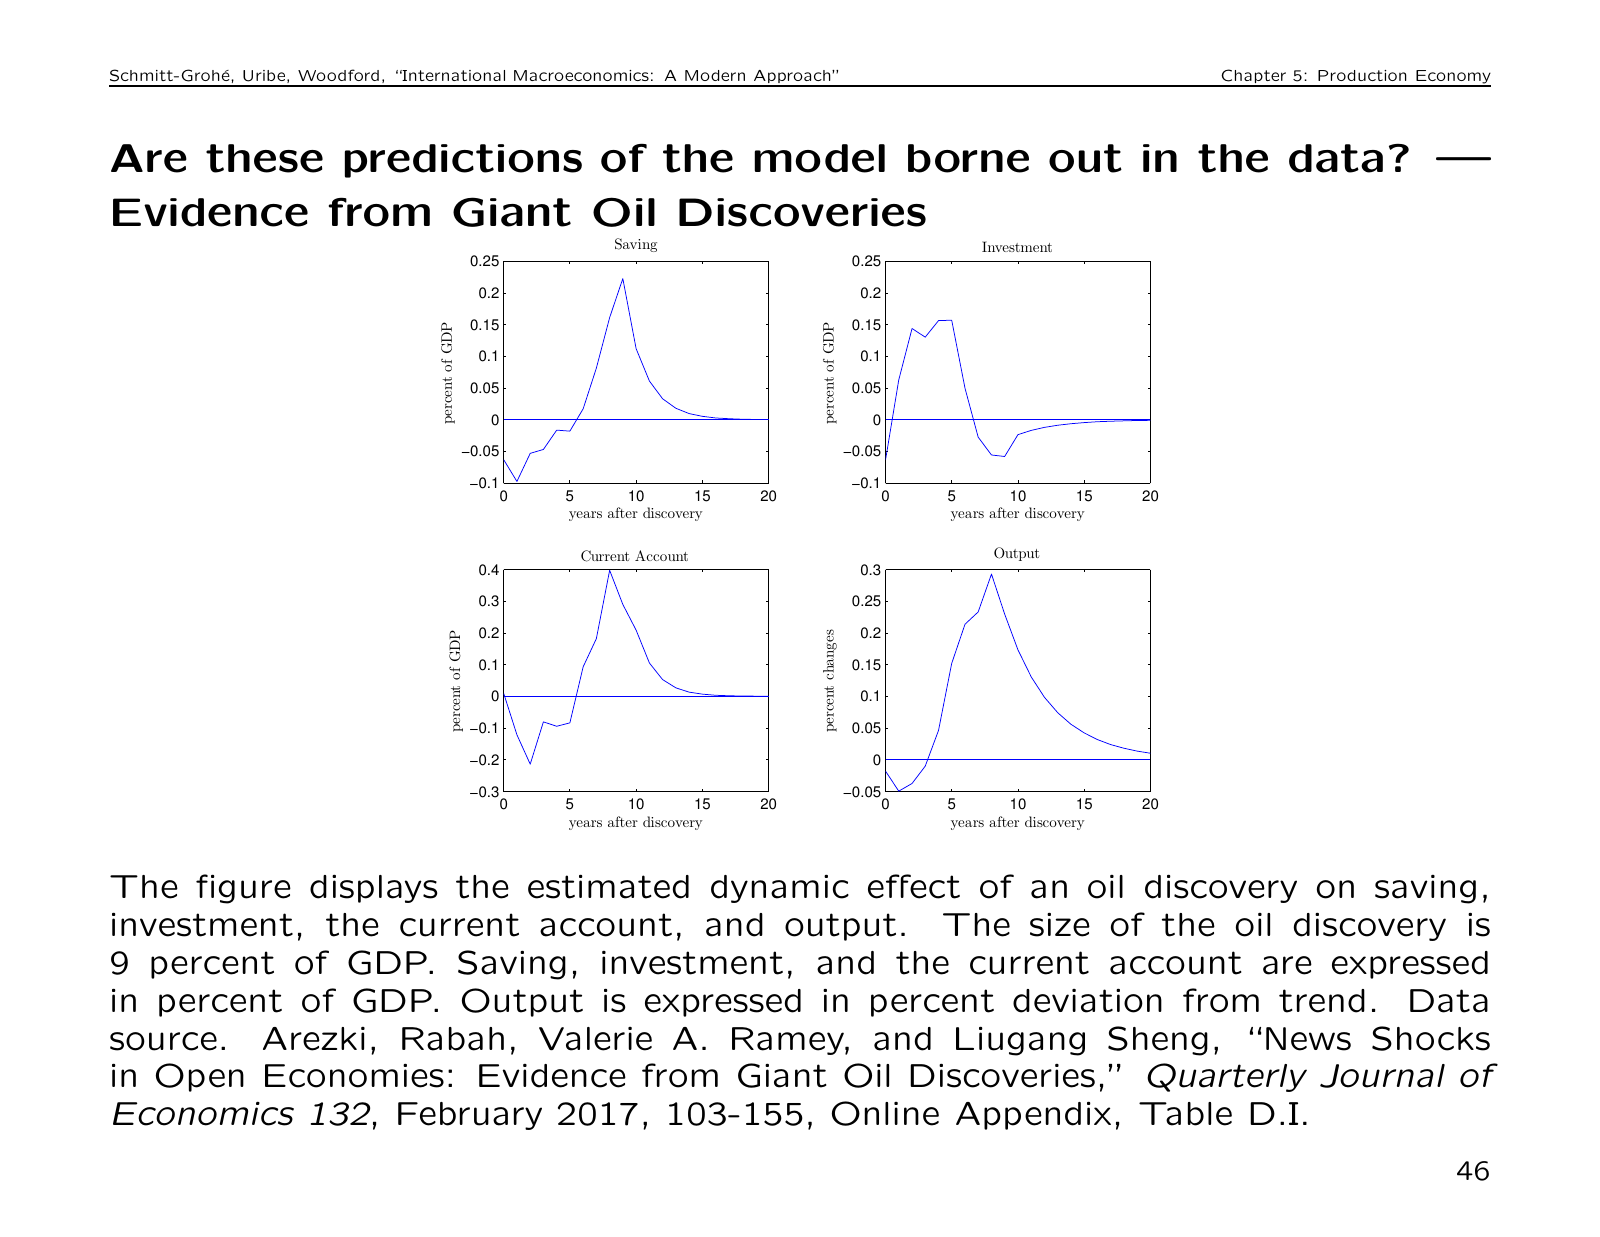 Schmitt-Grohé, Uribe, Woodford, “International Macroeconomics: A Modern Approach” Chapter 5: Production Economy
Are these predictions of the model borne out in the data? —
Evidence from Giant Oil Discoveries
Saving
0.25
0.2
0.15
0.1
0.05
0
−0.05
−0.1
percent of GDP
0 5 10 15 20
years after discovery
Investment
0.25
0.2
0.15
0.1
0.05
0
−0.05
−0.1
percent of GDP
0 5 10 15 20
years after discovery
Current Account
0.4
0.3
0.2
0.1
0
−0.1
−0.2
−0.3
percent of GDP
0 5 10 15 20
years after discovery
Output
0.3
0.25
0.2
0.15
0.1
0.05
0
−0.05
percent changes
0 5 10 15 20
years after discovery
The figure displays the estimated dynamic effect of an oil discovery on saving,
investment, the current account, and output. The size of the oil discovery is
9 percent of GDP. Saving, investment, and the current account are expressed
in percent of GDP. Output is expressed in percent deviation from trend. Data
source. Arezki, Rabah, Valerie A. Ramey, and Liugang Sheng, “News Shocks
in Open Economies: Evidence from Giant Oil Discoveries,” Quarterly Journal of
Economics 132, February 2017, 103-155, Online Appendix, Table D.I.
46